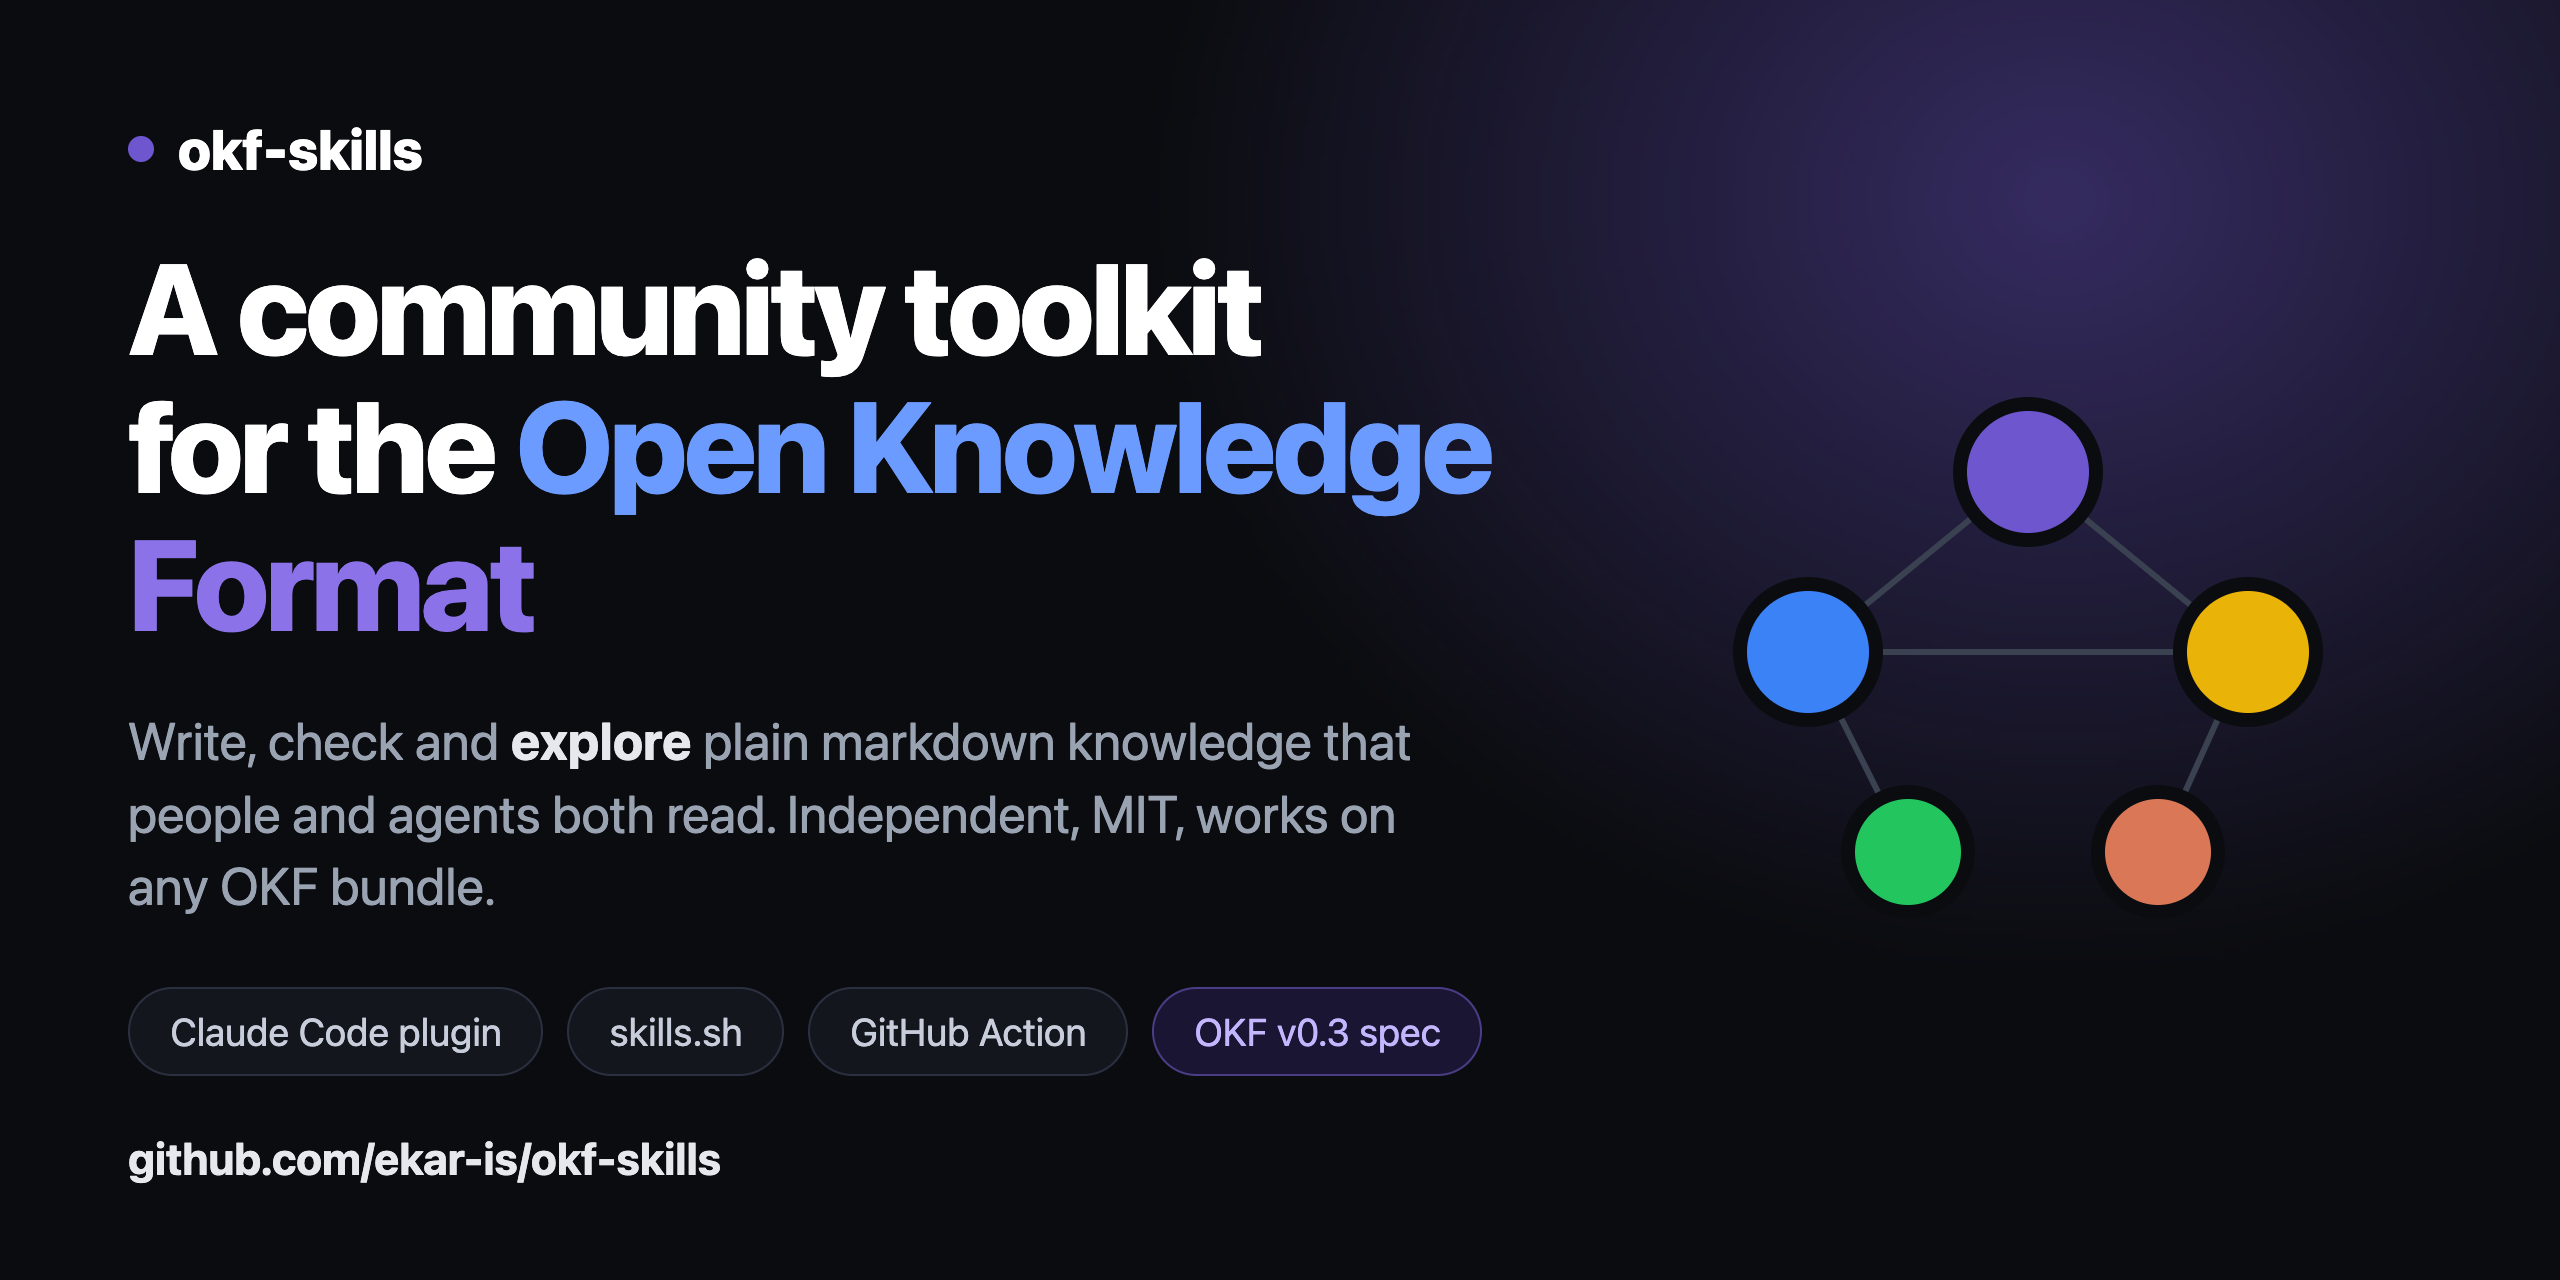 okf-skills
A community toolkit
for the Open Knowledge
Format
Write, check and explore plain markdown knowledge that
people and agents both read. Independent, MIT, works on
any OKF bundle.
Claude Code plugin
skills.sh
GitHub Action
OKF v0.3 spec
github.com/ekar-is/okf-skills